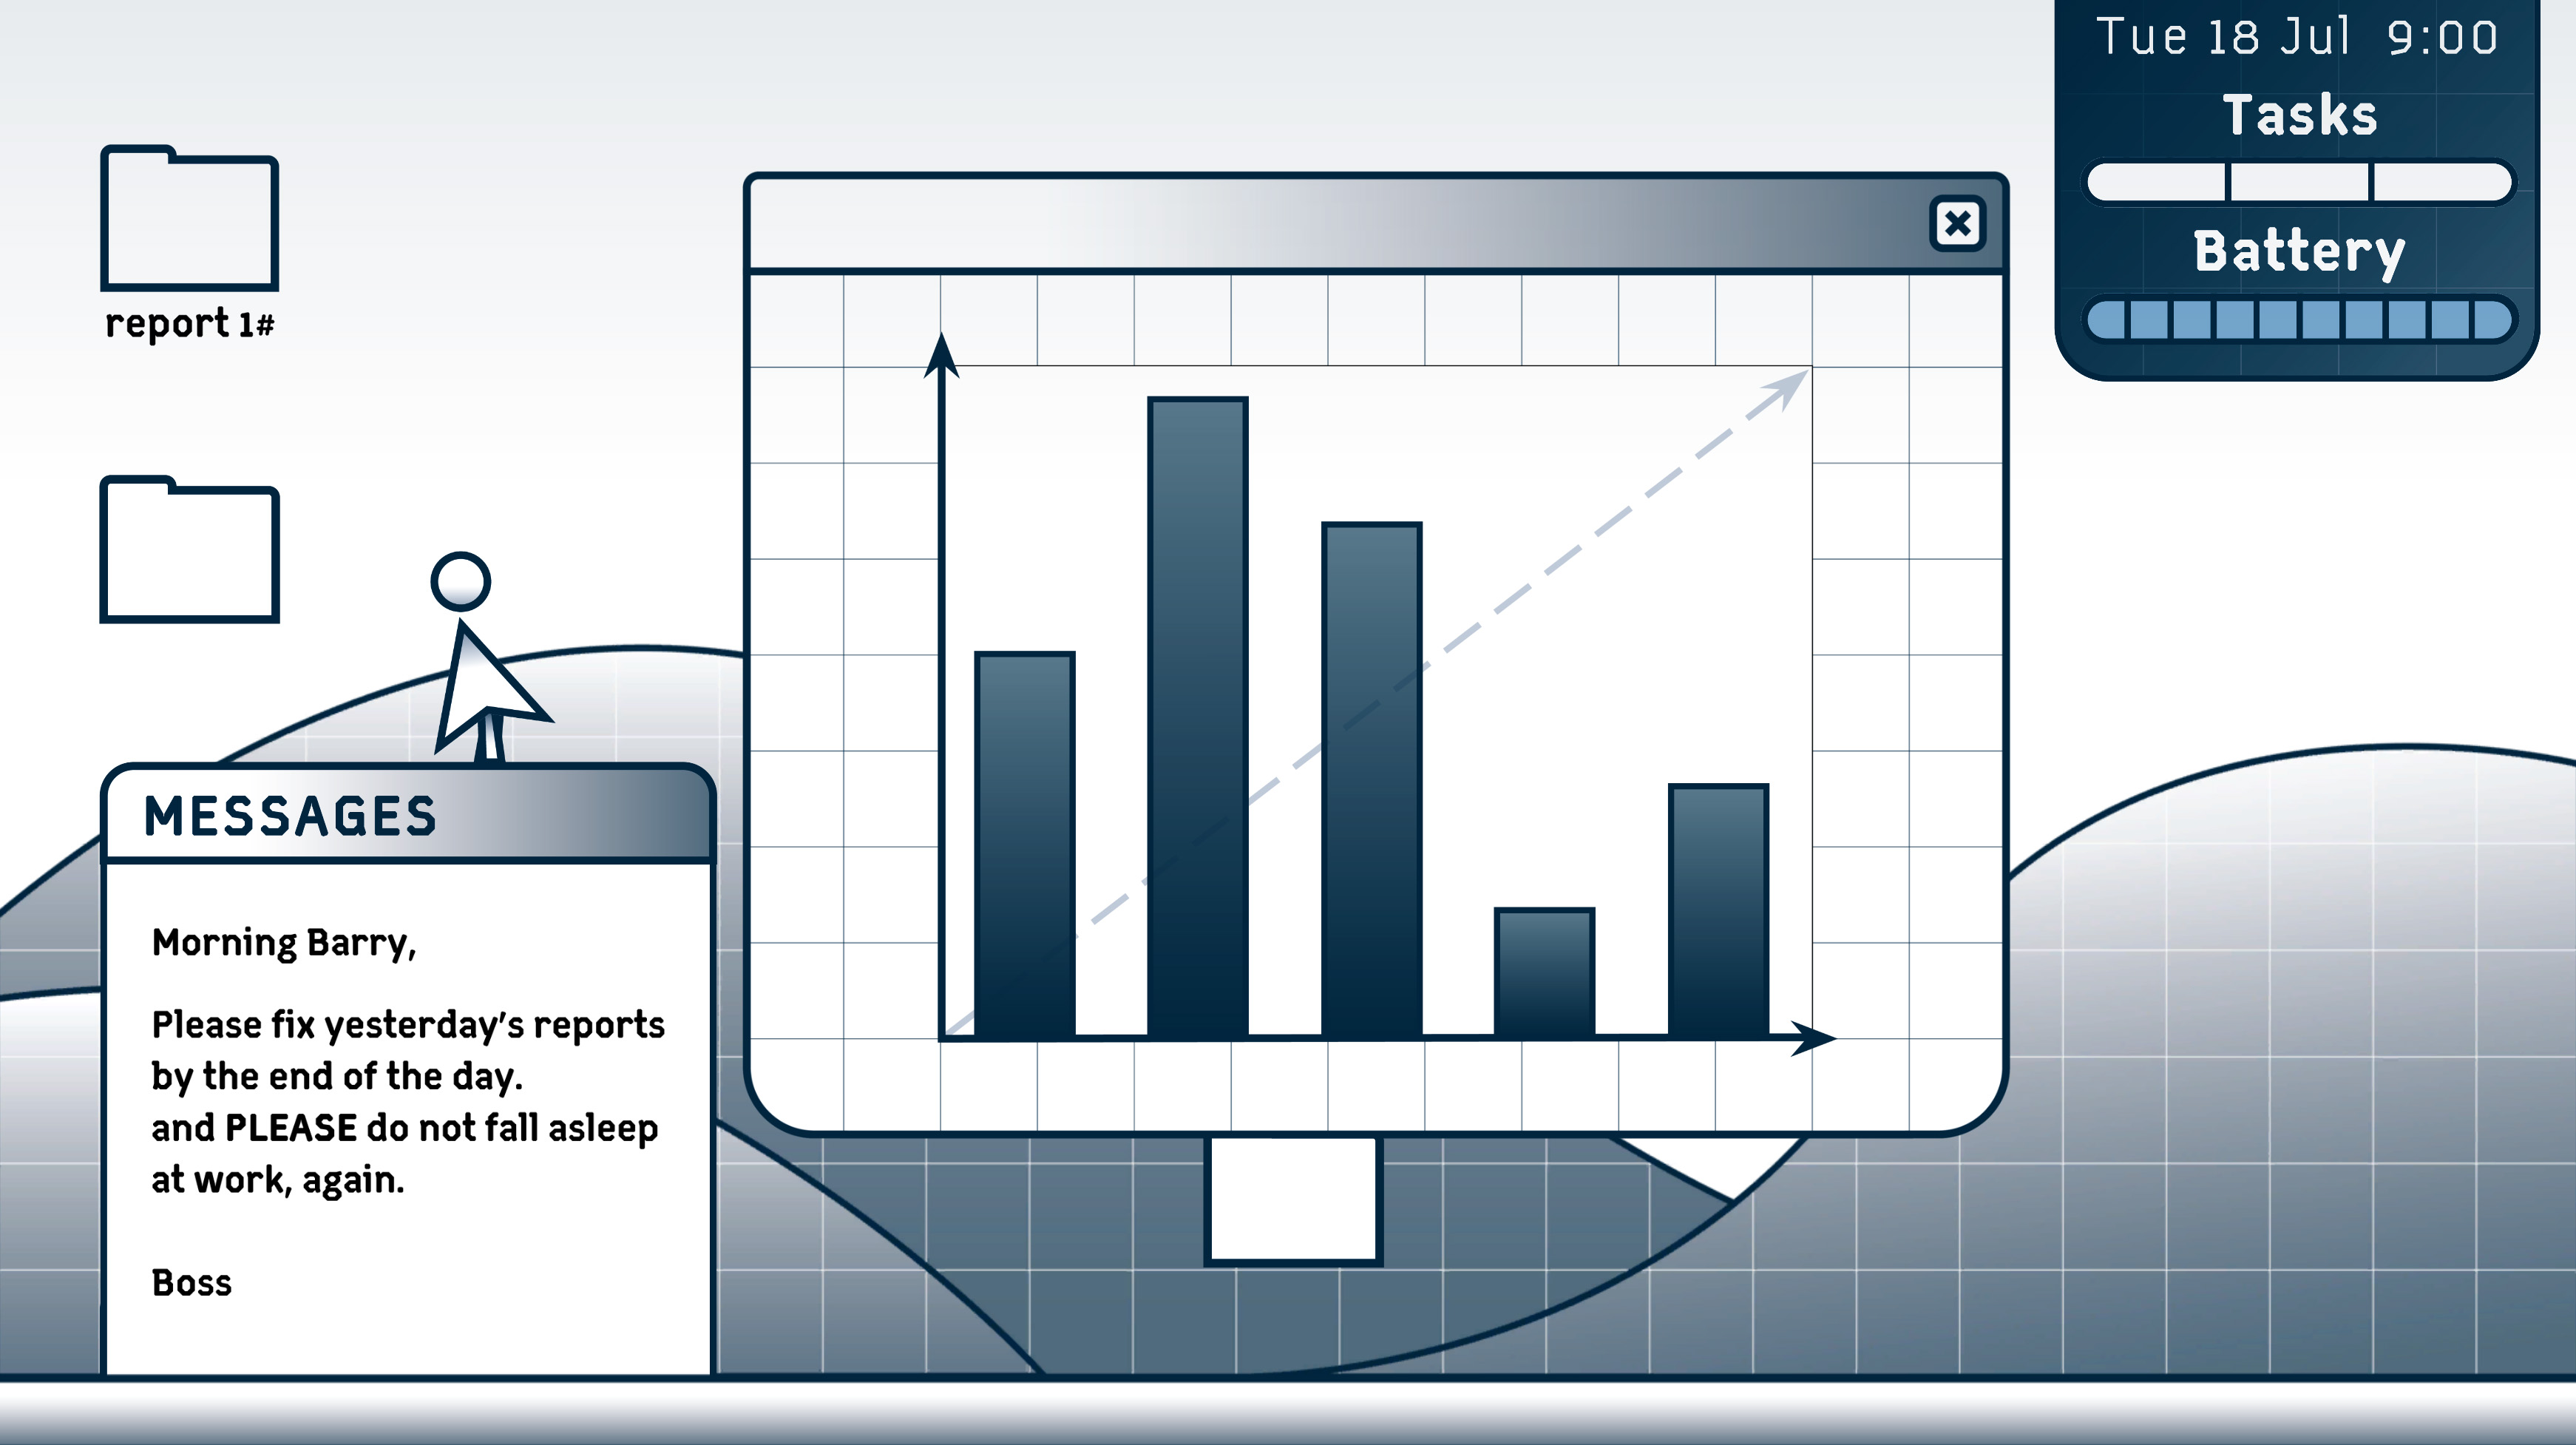 Tue 18 Jul 9:00
Tasks
Battery
report 1#
MESSAGES
Morning Barry,
Please fix yesterday's reports
by the end of the day.
and PLEASE do not fall asleep
at work, again.
Boss